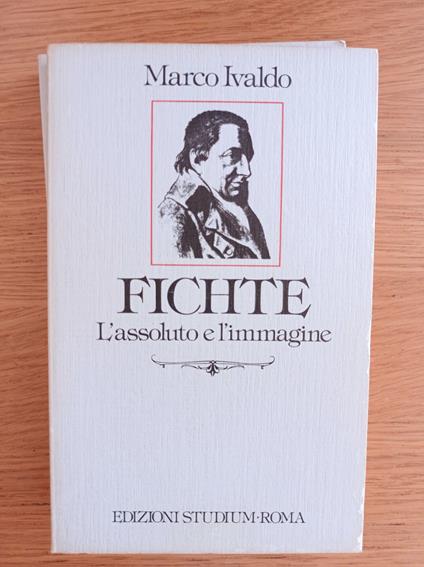 Marco Ivaldo
FICHTE
L'assoluto e l'immagine
EDIZIONI STUDIUM·ROMA